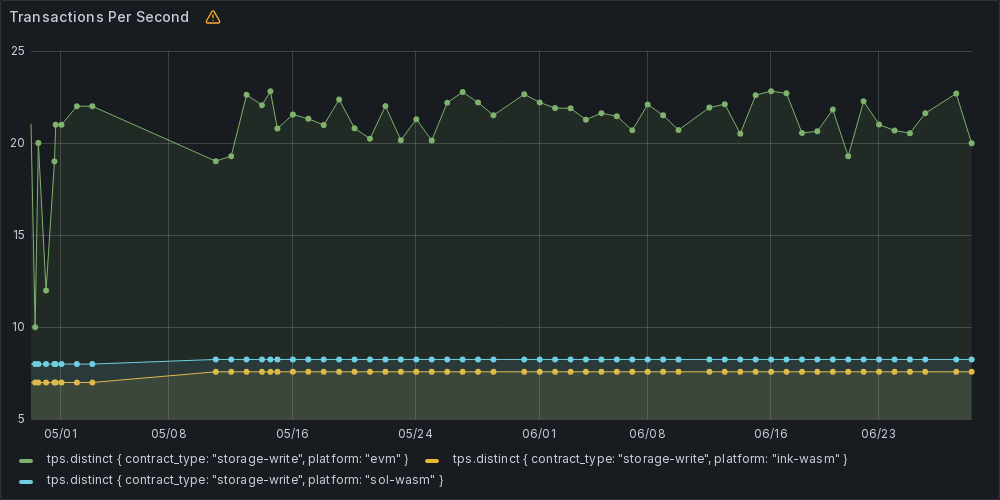 Transactions Per Second
25
20
15
10
5
05/01 05/08 05/16 05/24 06/01 06/08 06/16 06/23
tps.distinct { contract_type: "storage-write", platform: "evm" } tps.distinct { contract_type: "storage-write", platform: "ink-wasm" }
tps.distinct { contract_type: "storage-write", platform: "sol-wasm" }